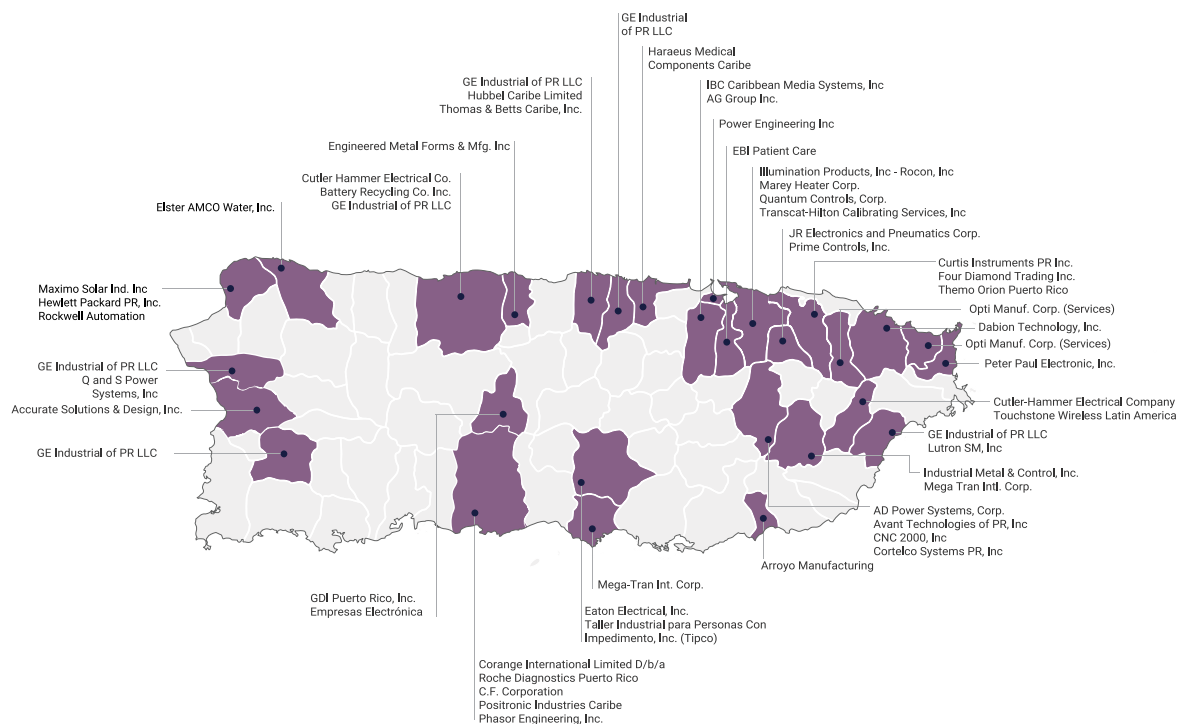 GE Industrial
of PR LLC
Haraeus Medical
Components Caribe
GE Industrial of PR LLC
Hubbel Caribe Limited
Thomas & Betts Caribe, Inc.
IBC Caribbean Media Systems, Inc
AG Group Inc.
Power Engineering Inc
Engineered Metal Forms & Mfg. Inc
EBI Patient Care
Cutler Hammer Electrical Co.
Battery Recycling Co. Inc.
GE Industrial of PR LLC
Illumination Products, Inc - Rocon, Inc
Marey Heater Corp.
Quantum Controls, Corp.
Transcat-Hilton Calibrating Services, Inc
Elster AMCO Water, Inc.
JR Electronics and Pneumatics Corp.
Prime Controls, Inc.
Curtis Instruments PR Inc.
Four Diamond Trading Inc.
Themo Orion Puerto Rico
Maximo Solar Ind. Inc
Hewlett Packard PR, Inc.
Rockwell Automation
Opti Manuf. Corp. (Services)
Dabion Technology, Inc.
Opti Manuf. Corp. (Services)
Peter Paul Electronic, Inc.
GE Industrial of PR LLC
Q and S Power
Systems, Inc
Accurate Solutions & Design, Inc.
Cutler-Hammer Electrical Company
Touchstone Wireless Latin America
GE Industrial of PR LLC
Lutron SM, Inc
GE Industrial of PR LLC
Industrial Metal & Control, Inc.
Mega Tran Intl. Corp.
AD Power Systems, Corp.
Avant Technologies of PR, Inc
CNC 2000, Inc
Cortelco Systems PR, Inc
Arroyo Manufacturing
Mega-Tran Int. Corp.
GDI Puerto Rico, Inc.
Empresas Electrónica
Eaton Electrical, Inc.
Taller Industrial para Personas Con
Impedimento, Inc. (Tipco)
Corange International Limited D/b/a
Roche Diagnostics Puerto Rico
C.F. Corporation
Positronic Industries Caribe
Phasor Engineering, Inc.